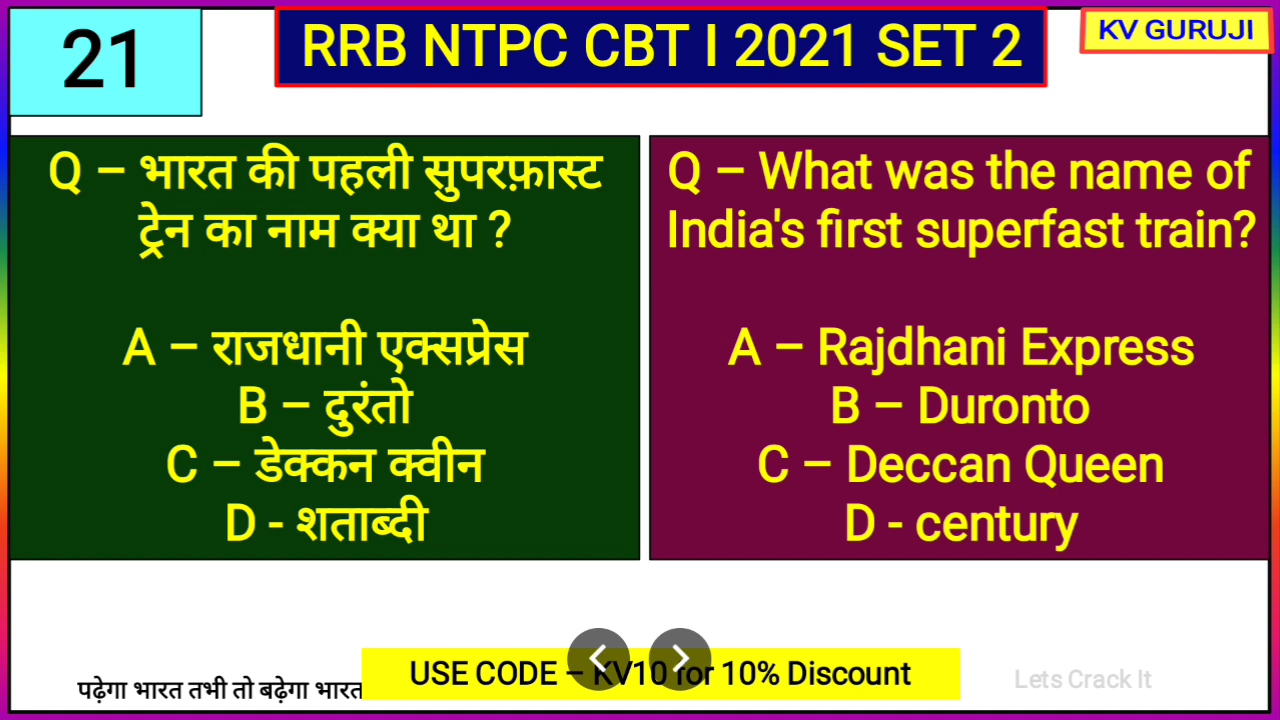 21
RRB NTPC CBT I 2021 SET 2
KV GURUJI
Q – भारत की पहली सुपरफ़ास्ट
ट्रेन का नाम क्या था ?
A – राजधानी एक्सप्रेस
B – दुरंतो
C – डेक्कन क्वीन
D - शताब्दी
Q – What was the name of
India's first superfast train?
A – Rajdhani Express
B – Duronto
C – Deccan Queen
D - century
पढ़ेगा भारत तभी तो बढ़ेगा भारत
USE CODE – KV10 for 10% Discount
Lets Crack It